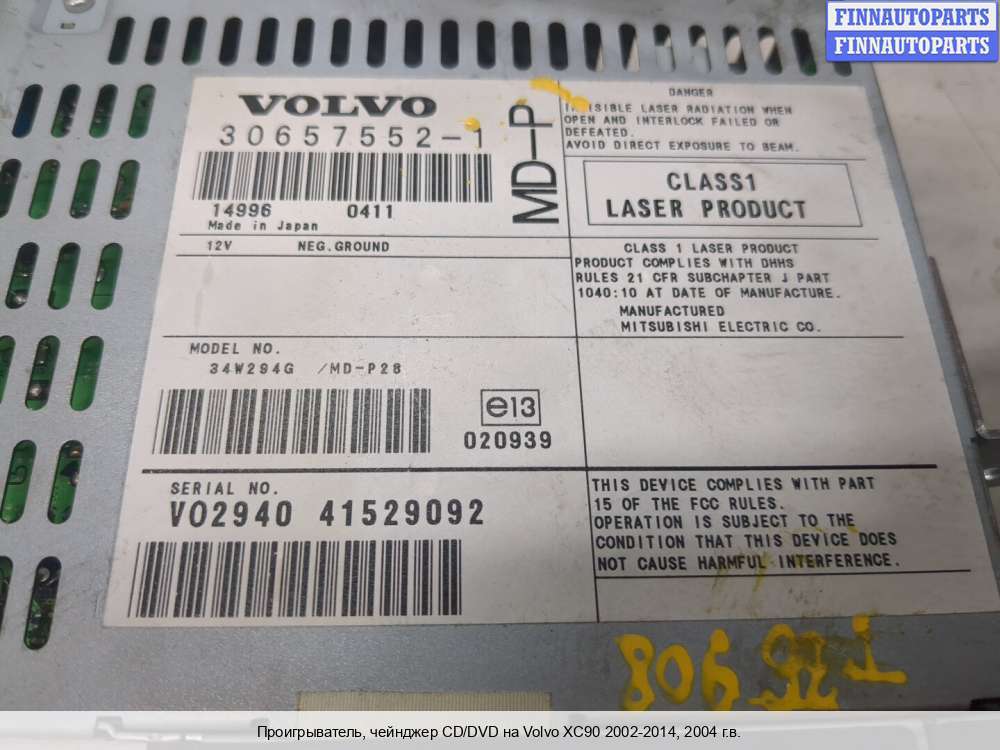 FINNAUTOPARTS
FINNAUTOPARTS
VOLVO
30657552-1
14996 0411
Made in Japan
MD-P
DANGER
INVISIBLE LASER RADIATION WHEN
OPEN AND INTERLOCK FAILED OR
DEFEATED.
AVOID DIRECT EXPOSURE TO BEAM.
CLASS1
LASER PRODUCT
12V NEG.GROUND
CLASS 1 LASER PRODUCT
PRODUCT COMPLIES WITH DHHS
RULES 21 CFR SUBCHAPTER J PART
1040:10 AT DATE OF MANUFACTURE.
MANUFACTURED
MITSUBISHI ELECTRIC CO.
MODEL NO.
34W294G /MD-P28
e13
020939
SERIAL NO.
VO2940 41529092
THIS DEVICE COMPLIES WITH PART
15 OF THE FCC RULES.
OPERATION IS SUBJECT TO THE
CONDITION THAT THIS DEVICE DOES
NOT CAUSE HARMFUL INTERFERENCE.
Проигрыватель, чейнджер CD/DVD на Volvo XC90 2002-2014, 2004 г.в.